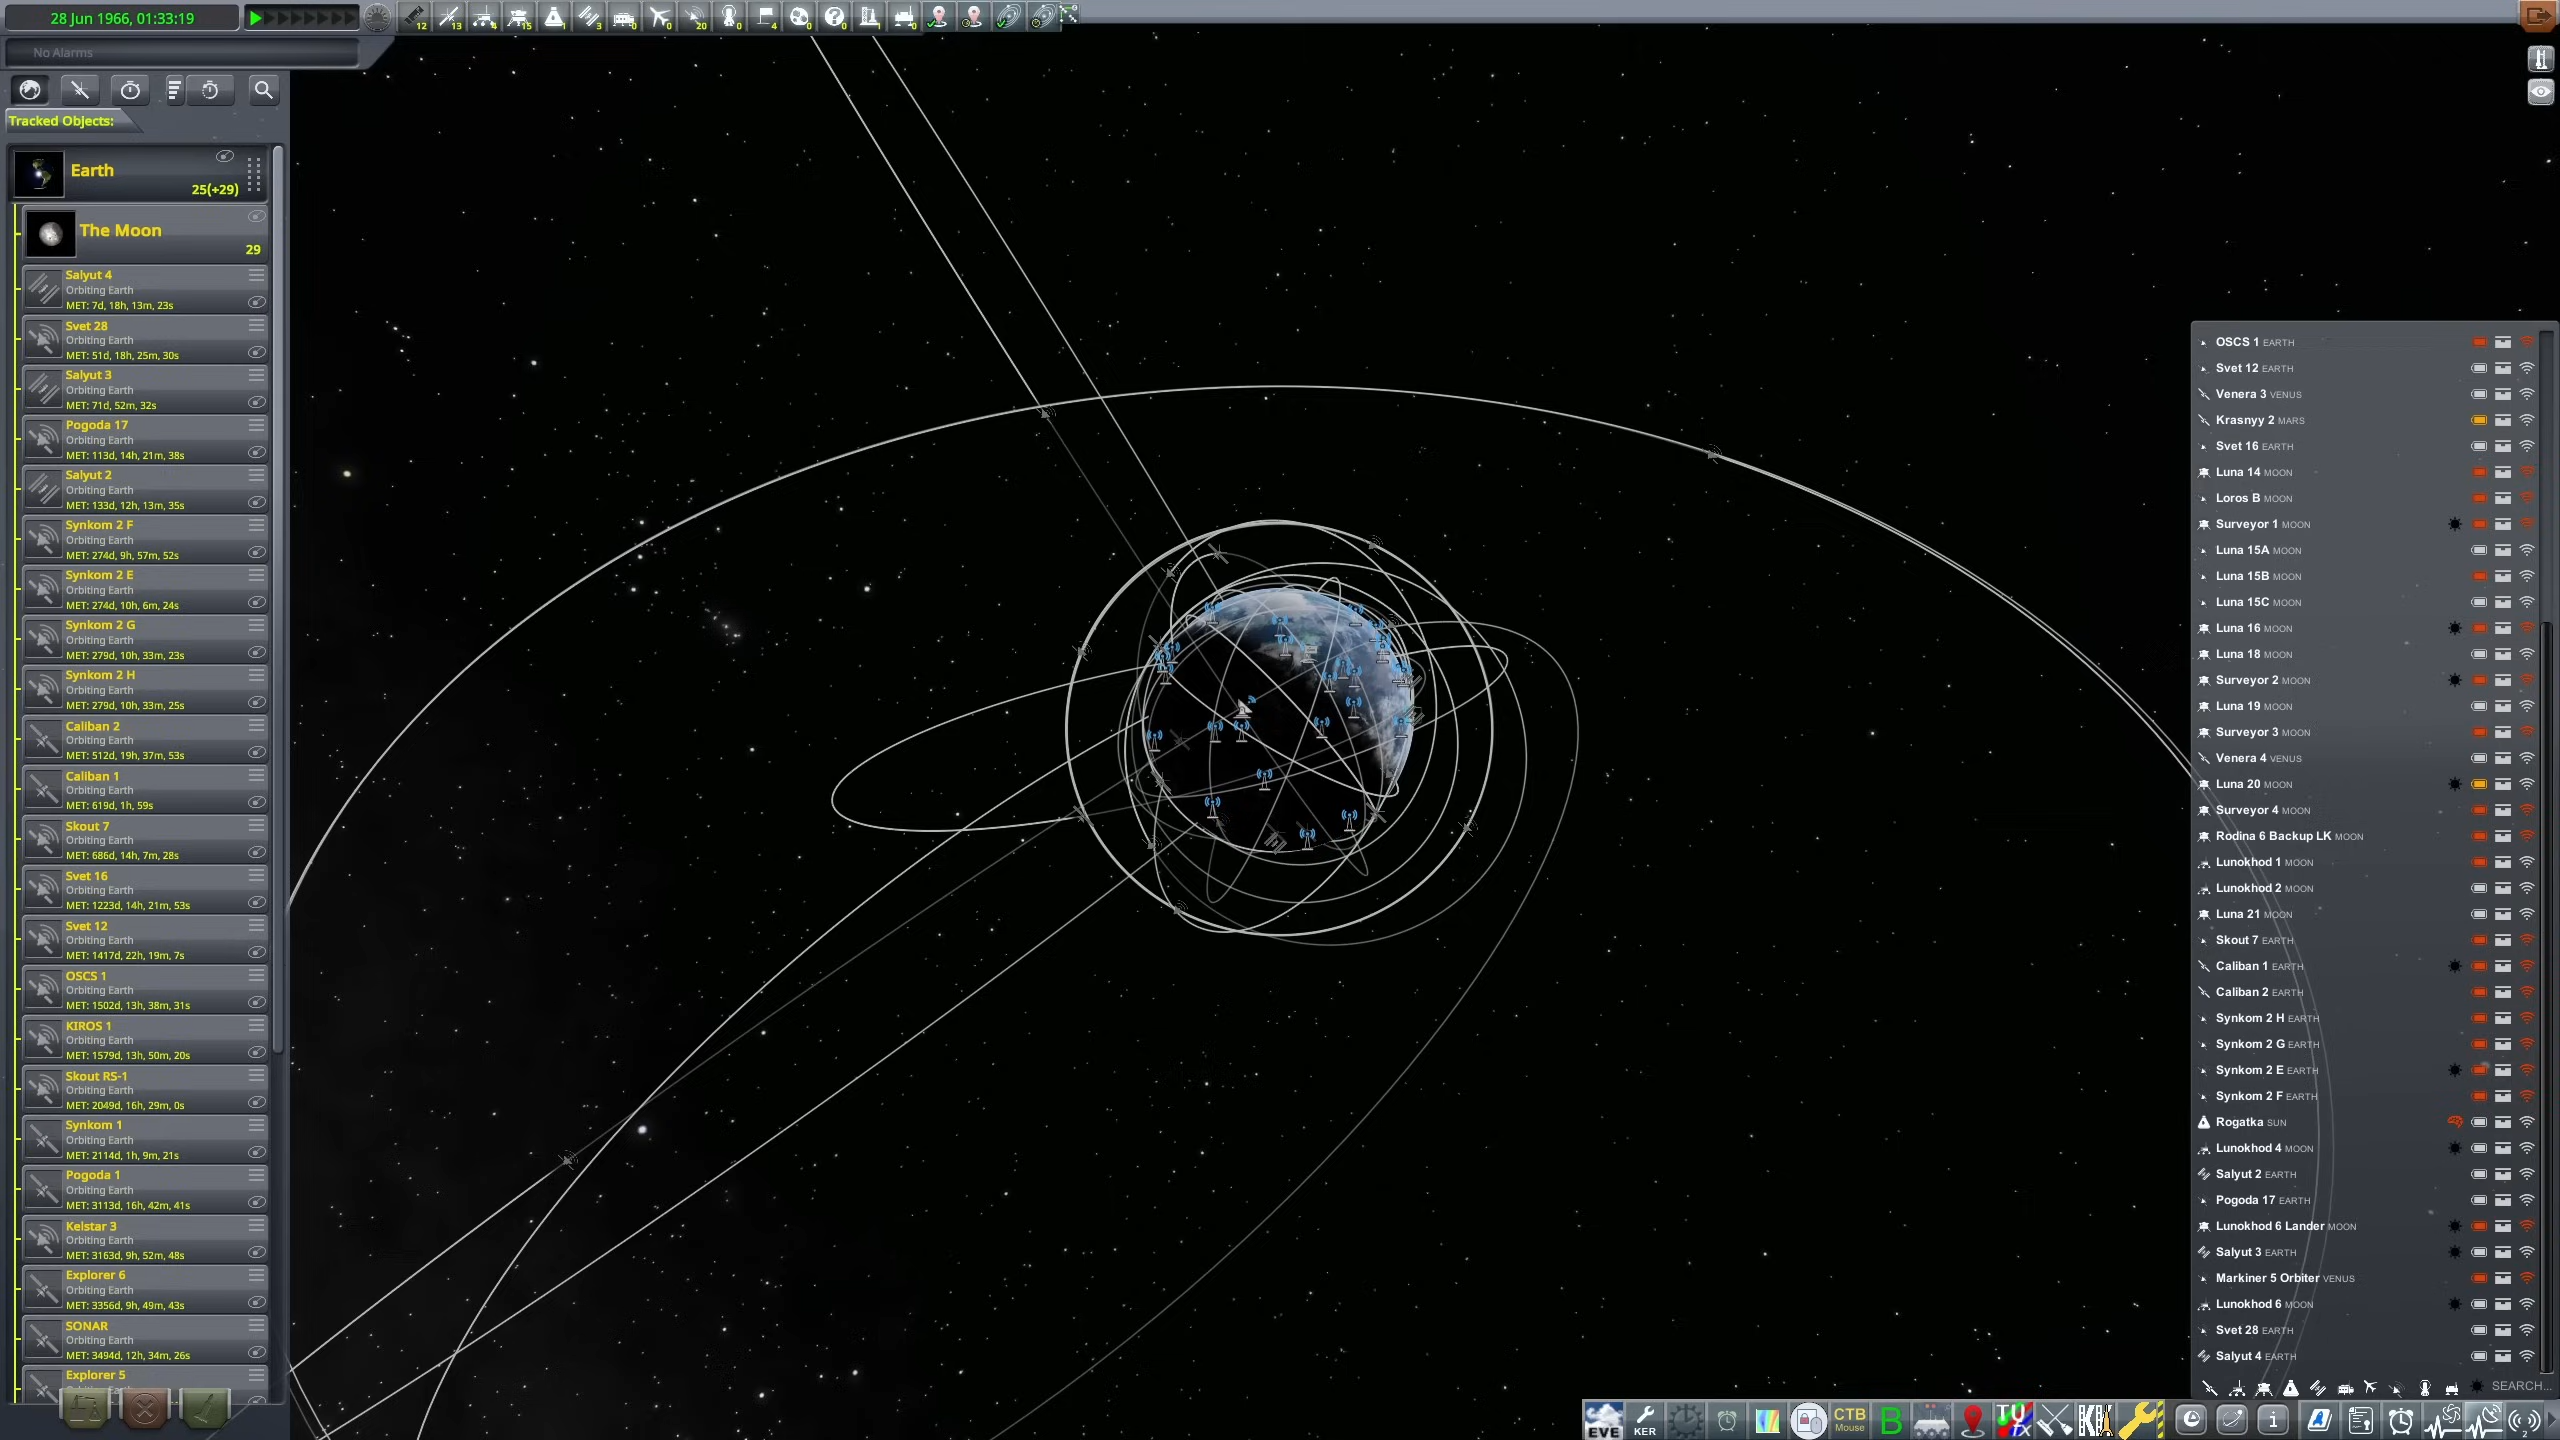 28 Jun 1966, 01:33:19
12
13
4
15
1
3
0
0
20
0
4
0
0
1
0
No Alarms
Tracked Objects:
Earth
25(+29)
The Moon
29
Salyut 4
Orbiting Earth
MET: 7d, 18h, 13m, 23s
Svet 28
Orbiting Earth
MET: 51d, 18h, 25m, 30s
Salyut 3
Orbiting Earth
MET: 71d, 52m, 32s
Pogoda 17
Orbiting Earth
MET: 113d, 14h, 21m, 38s
Salyut 2
Orbiting Earth
MET: 133d, 12h, 13m, 35s
Synkom 2 F
Orbiting Earth
MET: 274d, 9h, 57m, 52s
Synkom 2 E
Orbiting Earth
MET: 274d, 10h, 6m, 24s
Synkom 2 G
Orbiting Earth
MET: 279d, 10h, 33m, 23s
Synkom 2 H
Orbiting Earth
MET: 279d, 10h, 33m, 25s
Caliban 2
Orbiting Earth
MET: 512d, 19h, 37m, 53s
Caliban 1
Orbiting Earth
MET: 619d, 1h, 59s
Skout 7
Orbiting Earth
MET: 686d, 14h, 7m, 28s
Svet 16
Orbiting Earth
MET: 1223d, 14h, 21m, 53s
Svet 12
Orbiting Earth
MET: 1417d, 22h, 19m, 7s
OSCS 1
Orbiting Earth
MET: 1502d, 13h, 38m, 31s
KIROS 1
Orbiting Earth
MET: 1579d, 13h, 50m, 20s
Skout RS-1
Orbiting Earth
MET: 2049d, 16h, 29m, 0s
Synkom 1
Orbiting Earth
MET: 2114d, 1h, 9m, 21s
Pogoda 1
Orbiting Earth
MET: 3113d, 16h, 42m, 41s
Kelstar 3
Orbiting Earth
MET: 3163d, 9h, 52m, 48s
Explorer 6
Orbiting Earth
MET: 3356d, 9h, 49m, 43s
SONAR
Orbiting Earth
MET: 3494d, 12h, 34m, 26s
Explorer 5
OSCS 1 EARTH
Svet 12 EARTH
Venera 3 VENUS
Krasnyy 2 MARS
Svet 16 EARTH
Luna 14 MOON
Loros B MOON
Surveyor 1 MOON
Luna 15A MOON
Luna 15B MOON
Luna 15C MOON
Luna 16 MOON
Luna 18 MOON
Surveyor 2 MOON
Luna 19 MOON
Surveyor 3 MOON
Venera 4 VENUS
Luna 20 MOON
Surveyor 4 MOON
Rodina 6 Backup LK MOON
Lunokhod 1 MOON
Lunokhod 2 MOON
Luna 21 MOON
Skout 7 EARTH
Caliban 1 EARTH
Caliban 2 EARTH
Synkom 2 H EARTH
Synkom 2 G EARTH
Synkom 2 E EARTH
Synkom 2 F EARTH
Rogatka SUN
Lunokhod 4 MOON
Salyut 2 EARTH
Pogoda 17 EARTH
Lunokhod 6 Lander MOON
Salyut 3 EARTH
Markiner 5 Orbiter VENUS
Lunokhod 6 MOON
Svet 28 EARTH
Salyut 4 EARTH
SEARCH...
EVE
KER
CTB
Mouse
B